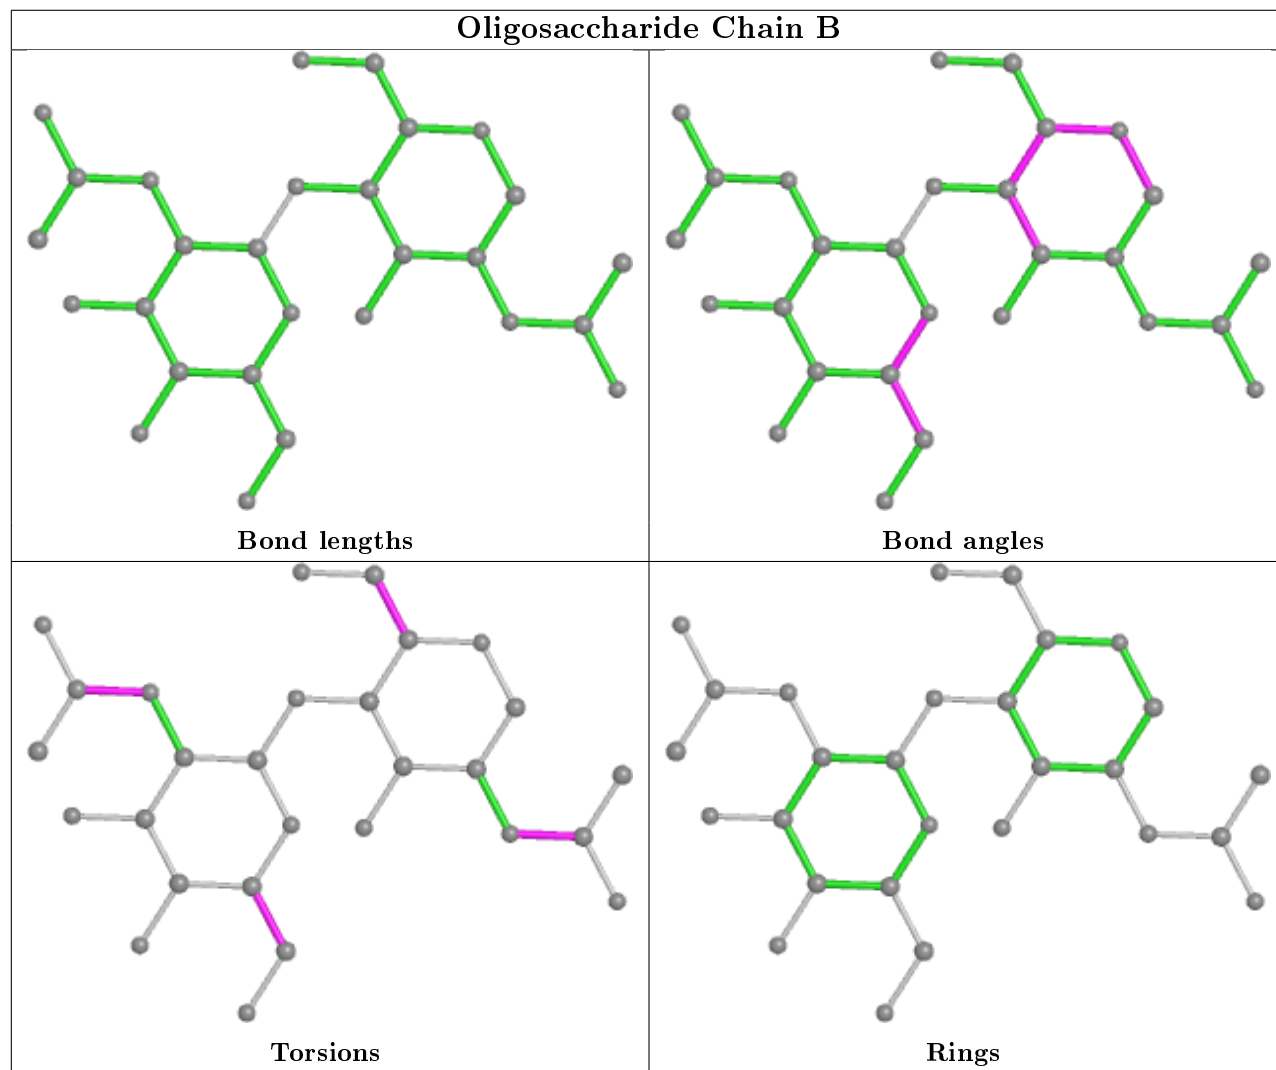 Oligosaccharide Chain B
Bond lengths
Bond angles
Torsions
Rings